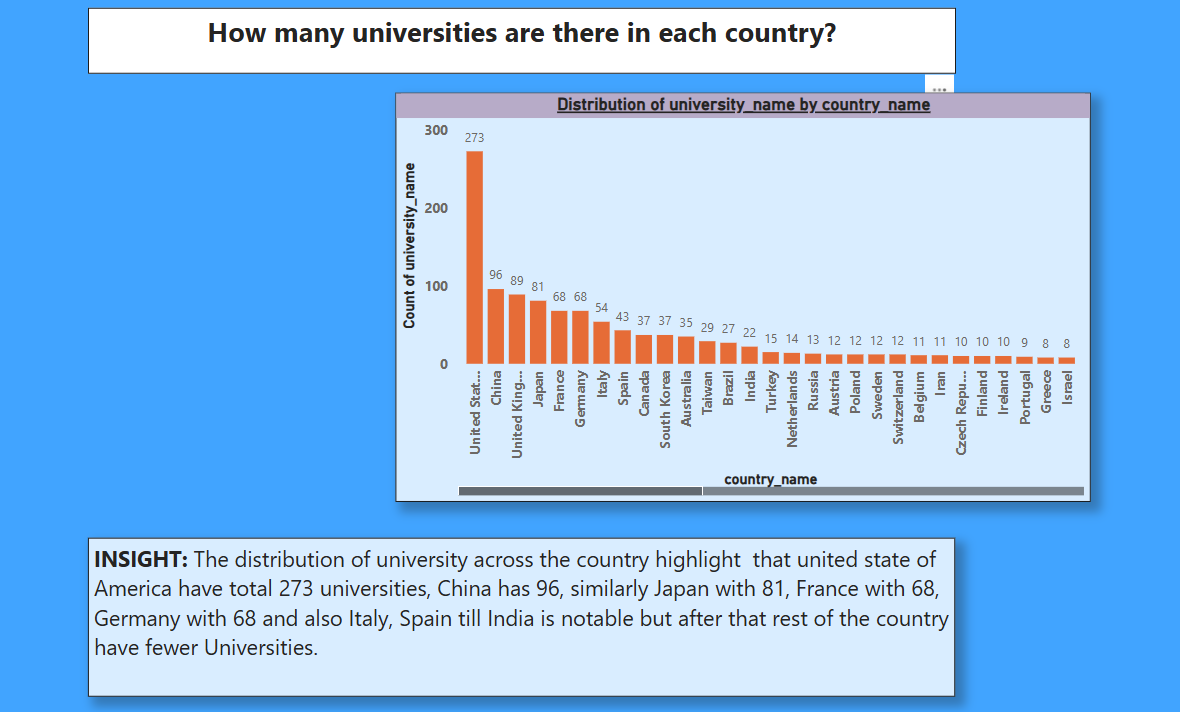 How many universities are there in each country?
...
Distribution of university_name by country_name
Count of university_name
300
200
100
0
273
96
89
81
68
68
54
43
37
37
35
29
27
22
15
14
13
12
12
12
12
11
11
10
10
10
9
8
8
United Stat...
China
United King...
Japan
France
Germany
Italy
Spain
Canada
South Korea
Australia
Taiwan
Brazil
India
Turkey
Netherlands
Russia
Austria
Poland
Sweden
Switzerland
Belgium
Iran
Czech Repu...
Finland
Ireland
Portugal
Greece
Israel
country_name
INSIGHT: The distribution of university across the country highlight  that united state of
America have total 273 universities, China has 96, similarly Japan with 81, France with 68,
Germany with 68 and also Italy, Spain till India is notable but after that rest of the country
have fewer Universities.